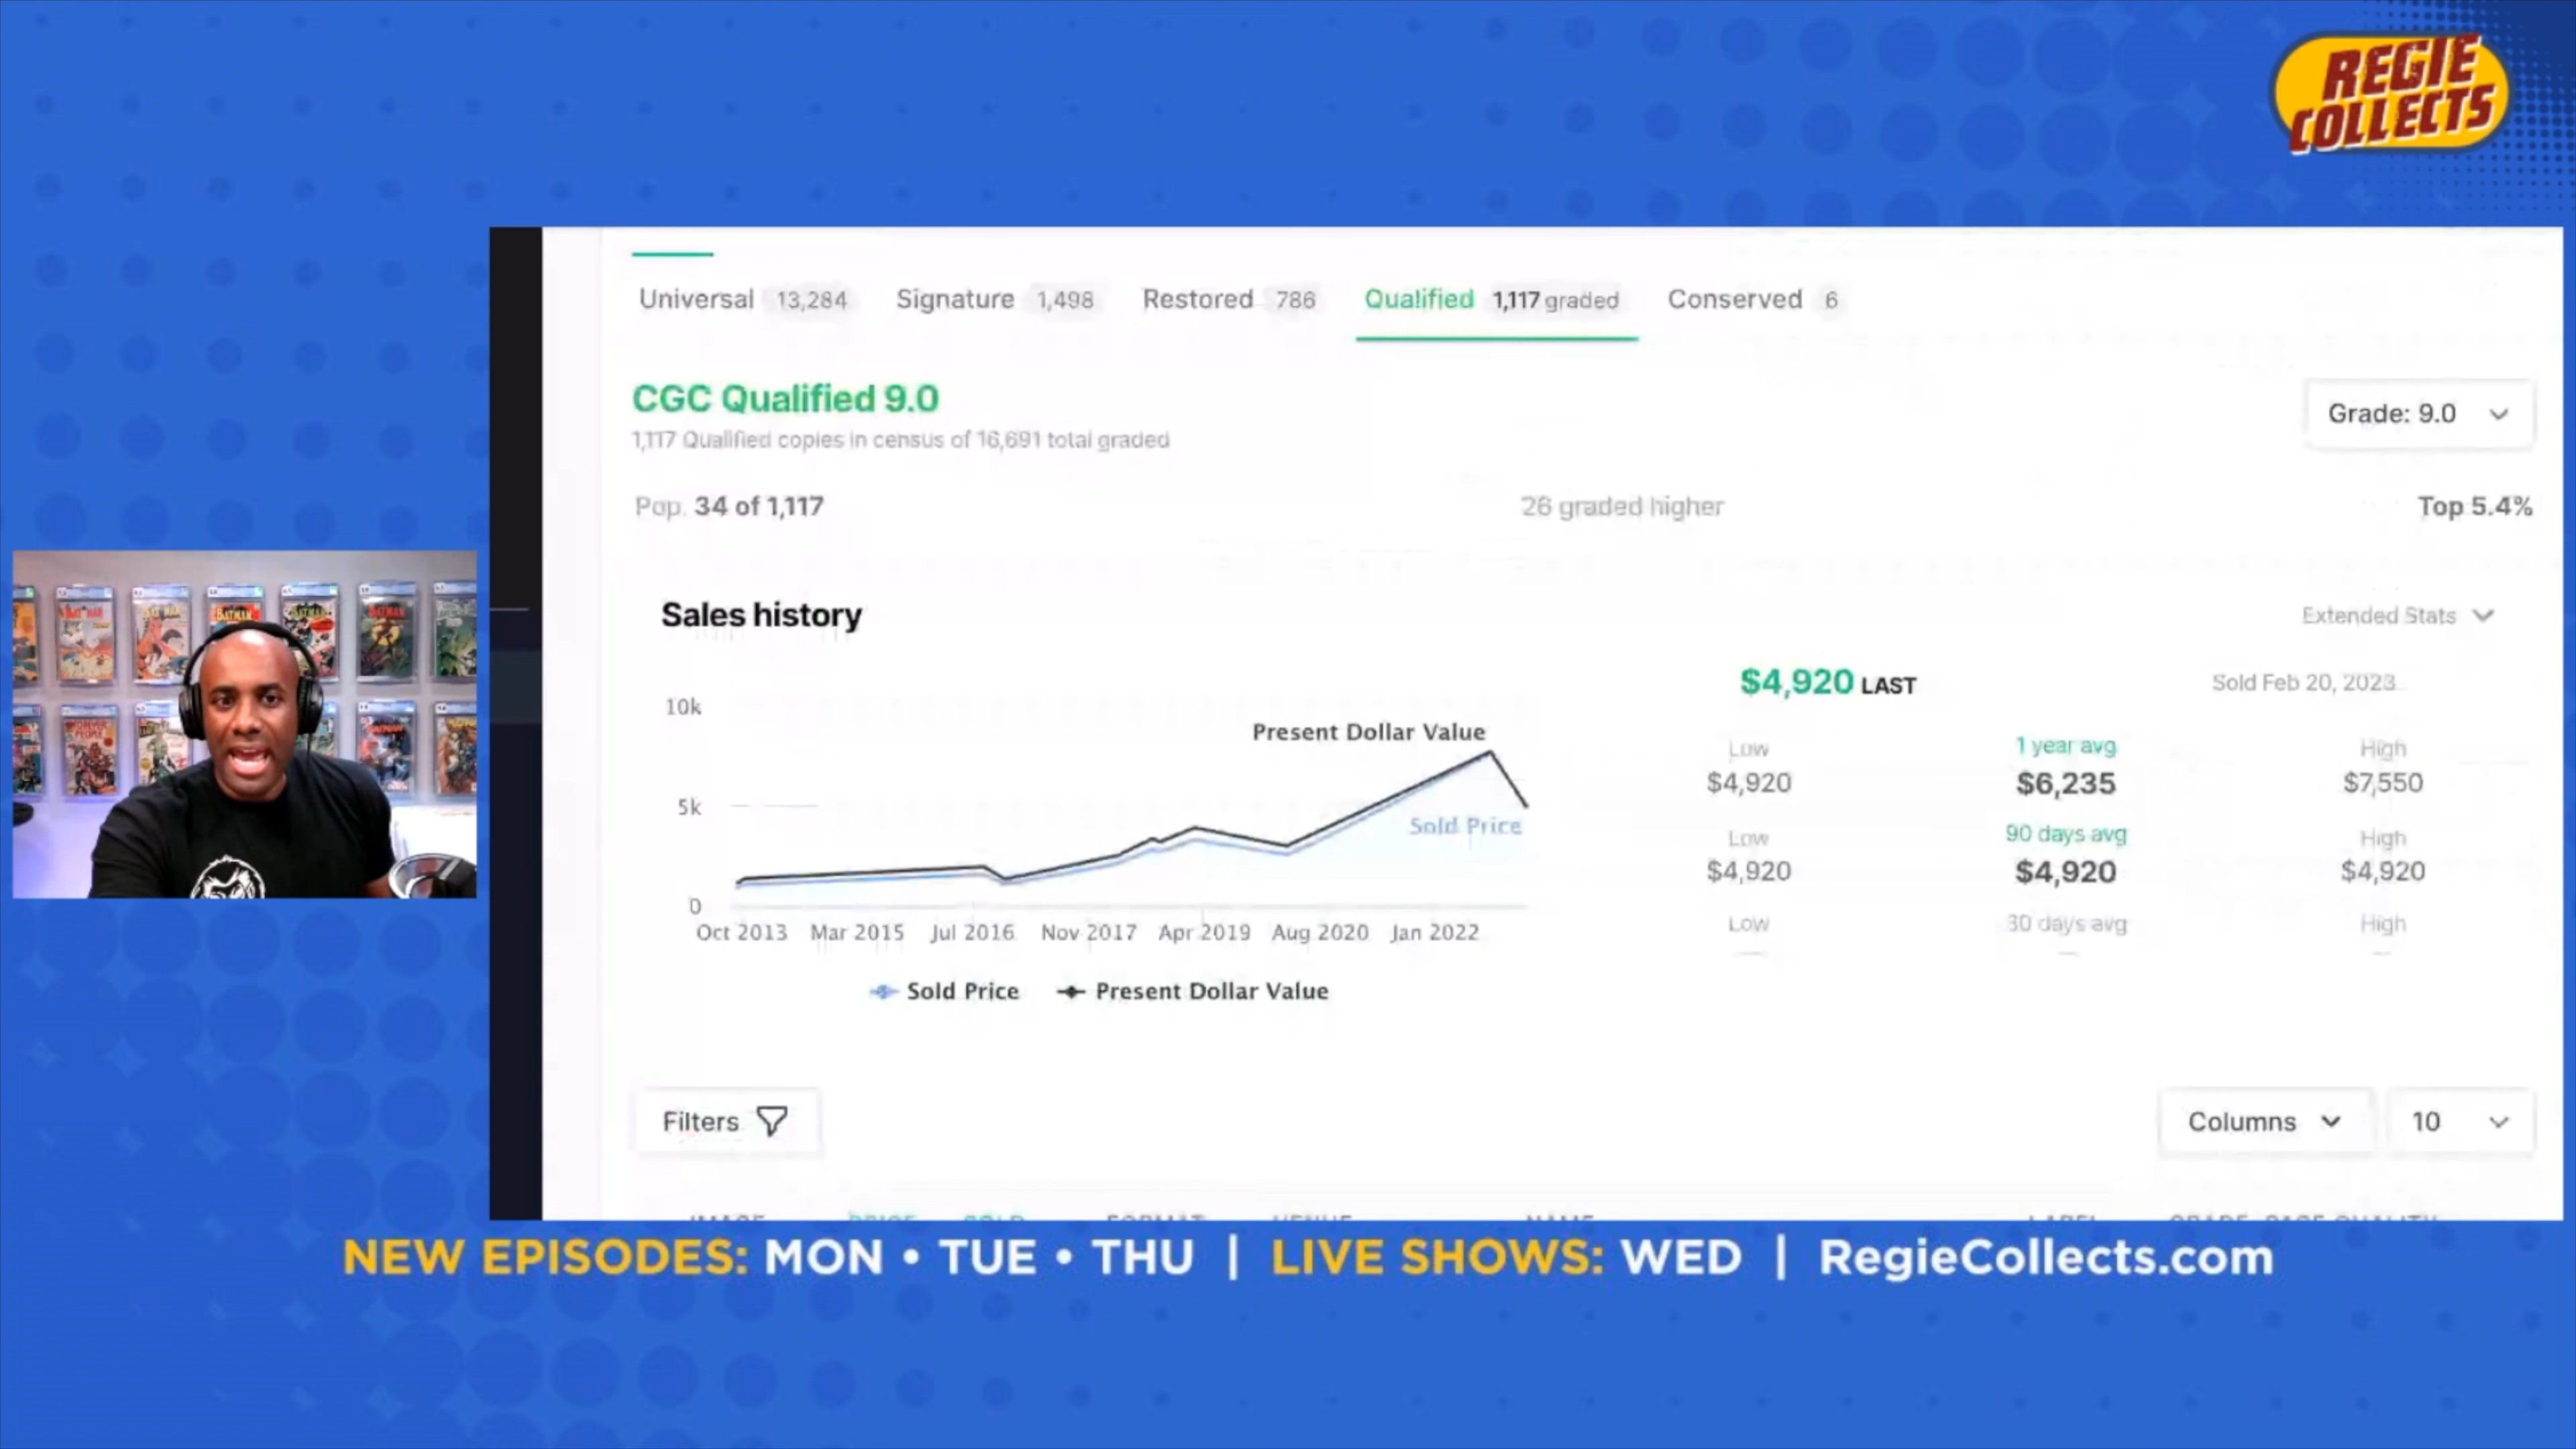 REGIE
COLLECTS
Universal 13,284 Signature 1,498 Restored 786 Qualified 1,117 graded Conserved 6
CGC Qualified 9.0
Grade: 9.0
1,117 Qualified copies in census of 16,691 total graded
Pop. 34 of 1,117 26 graded higher Top 5.4%
Sales history
Extended Stats
$4,920 LAST Sold Feb 20, 2023
10k
Present Dollar Value
Low 1 year avg High
$4,920 $6,235 $7,550
5k
Sold Price
Low 90 days avg High
$4,920 $4,920 $4,920
0
Low 30 days avg High
Oct 2013 Mar 2015 Jul 2016 Nov 2017 Apr 2019 Aug 2020 Jan 2022
Sold Price Present Dollar Value
Filters
Columns 10
BATMAN
BATMAN
BATMAN
BATMAN
BATMAN
NEW EPISODES: MON • TUE • THU | LIVE SHOWS: WED | RegieCollects.com